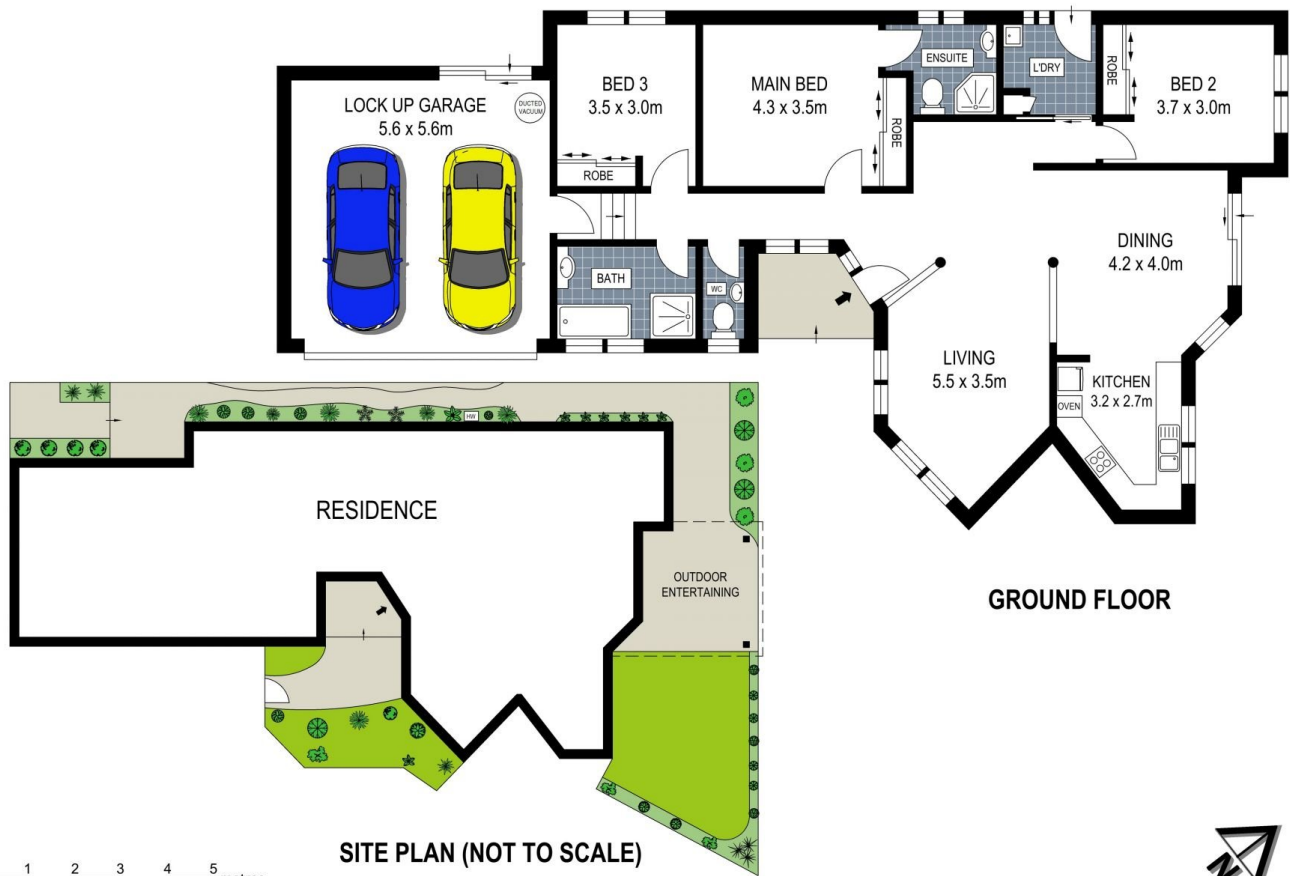 LOCK UP GARAGE
5.6 x 5.6m
DUCTED
VACUUM
BED 3
3.5 x 3.0m
ROBE
MAIN BED
4.3 x 3.5m
ROBE
ENSUITE
L'DRY
ROBE
BED 2
3.7 x 3.0m
BATH
WC
DINING
4.2 x 4.0m
LIVING
5.5 x 3.5m
KITCHEN
3.2 x 2.7m
OVEN
GROUND FLOOR
HW
RESIDENCE
OUTDOOR
ENTERTAINING
SITE PLAN (NOT TO SCALE)
1 2 3 4 5
N